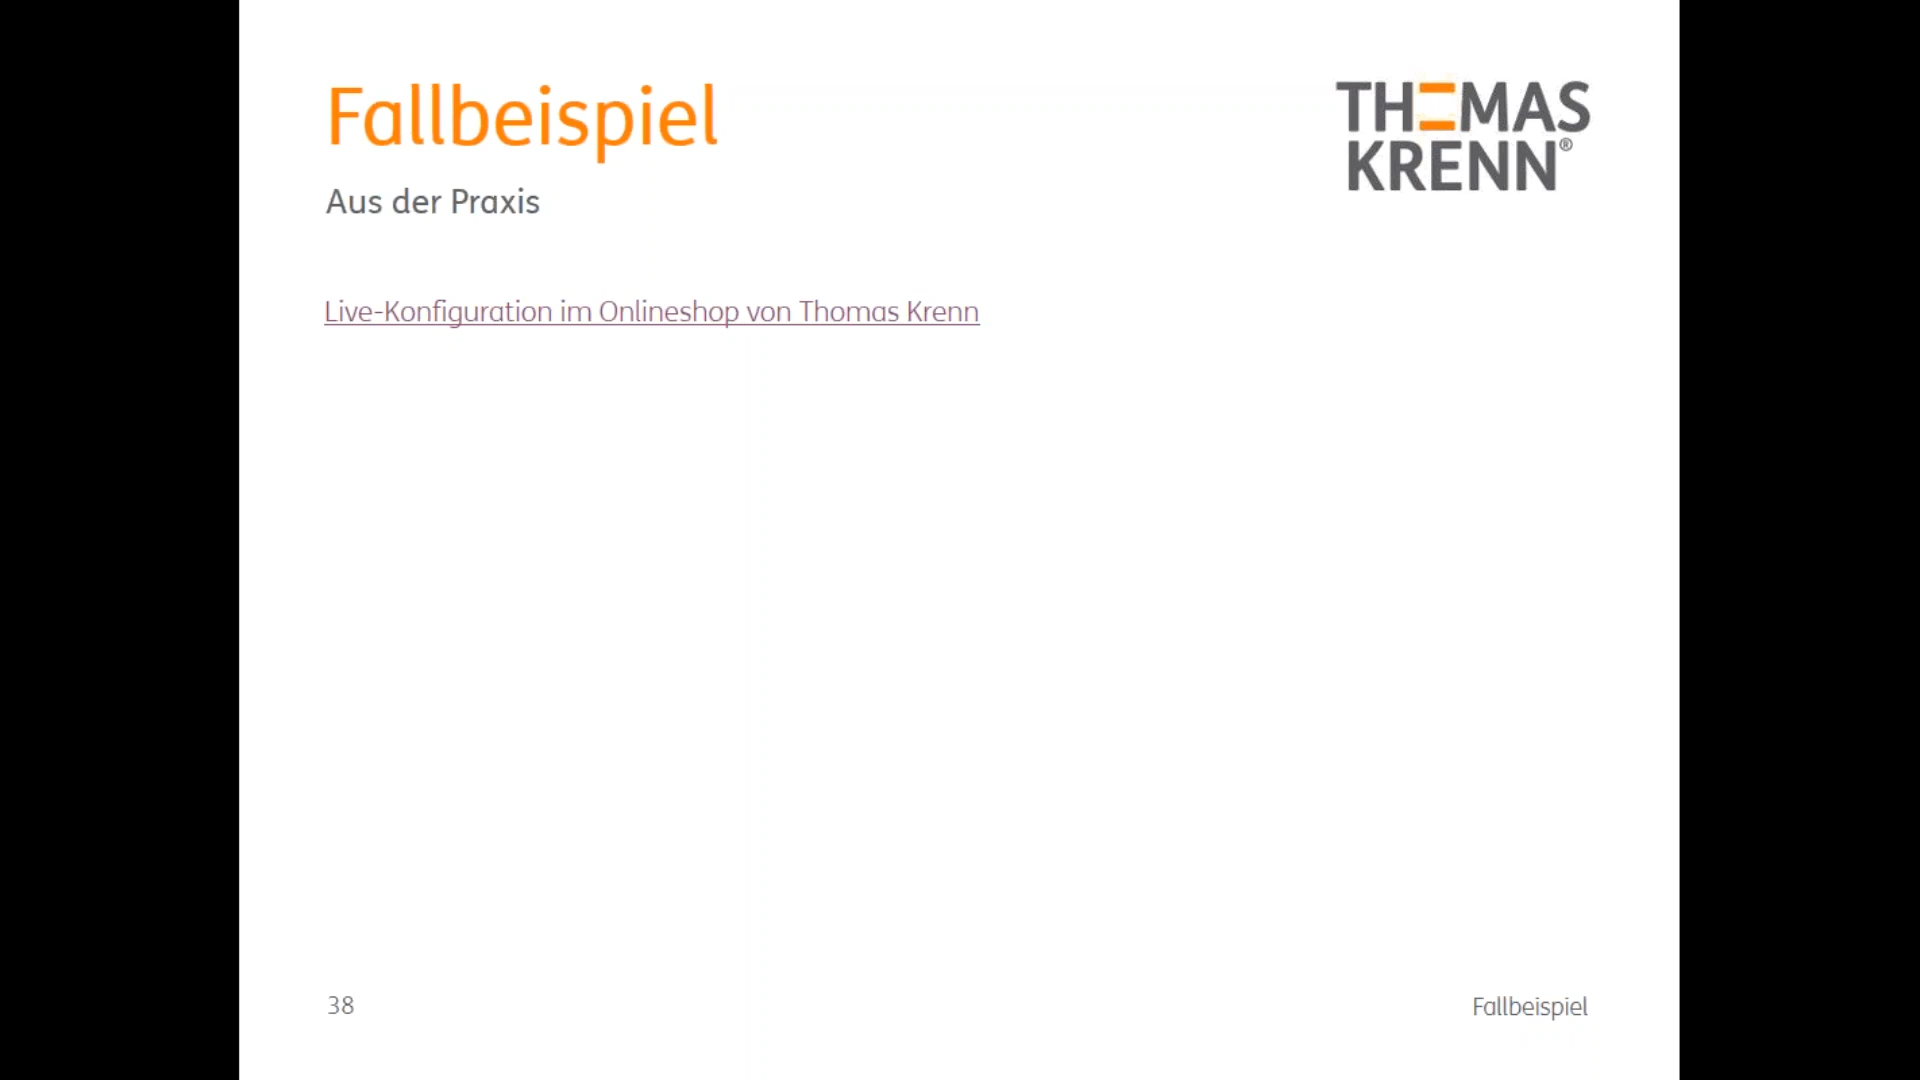 Fallbeispiel
THOMAS
KRENN®
Aus der Praxis
Live-Konfiguration im Onlineshop von Thomas Krenn
38
Fallbeispiel